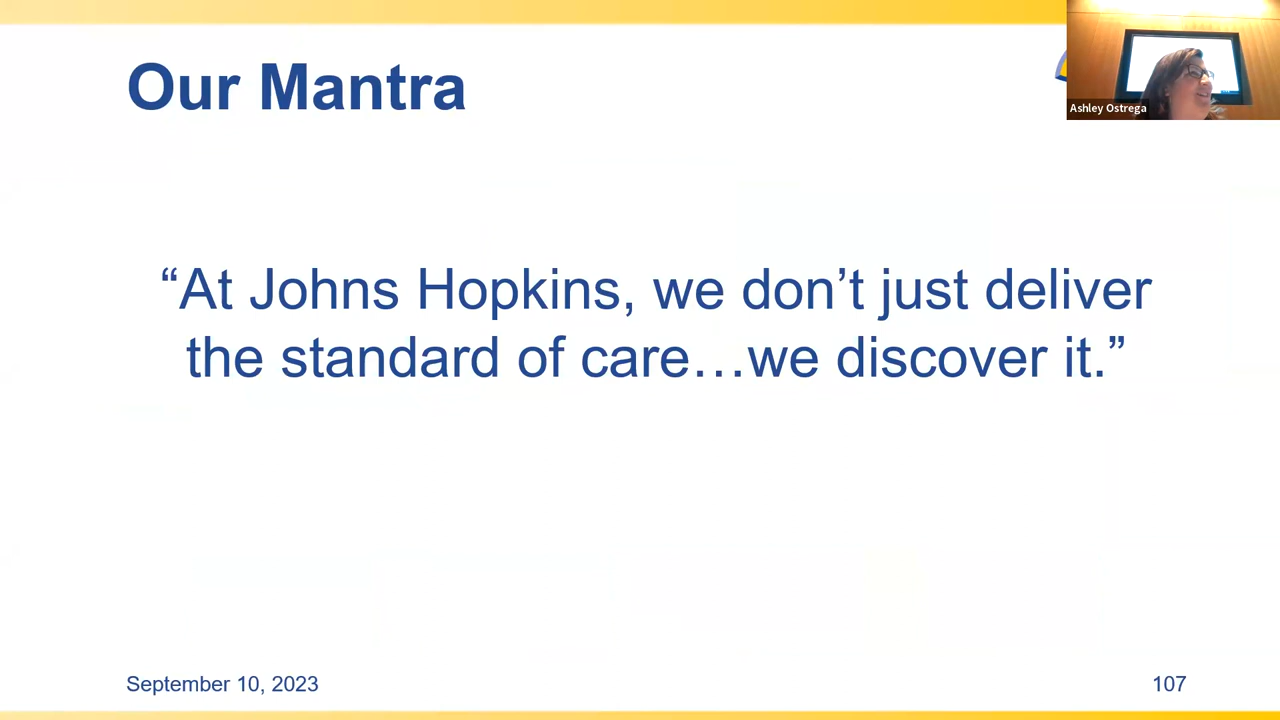 Our Mantra
Ashley Ostrega
“At Johns Hopkins, we don’t just deliver
the standard of care…we discover it.”
September 10, 2023
107